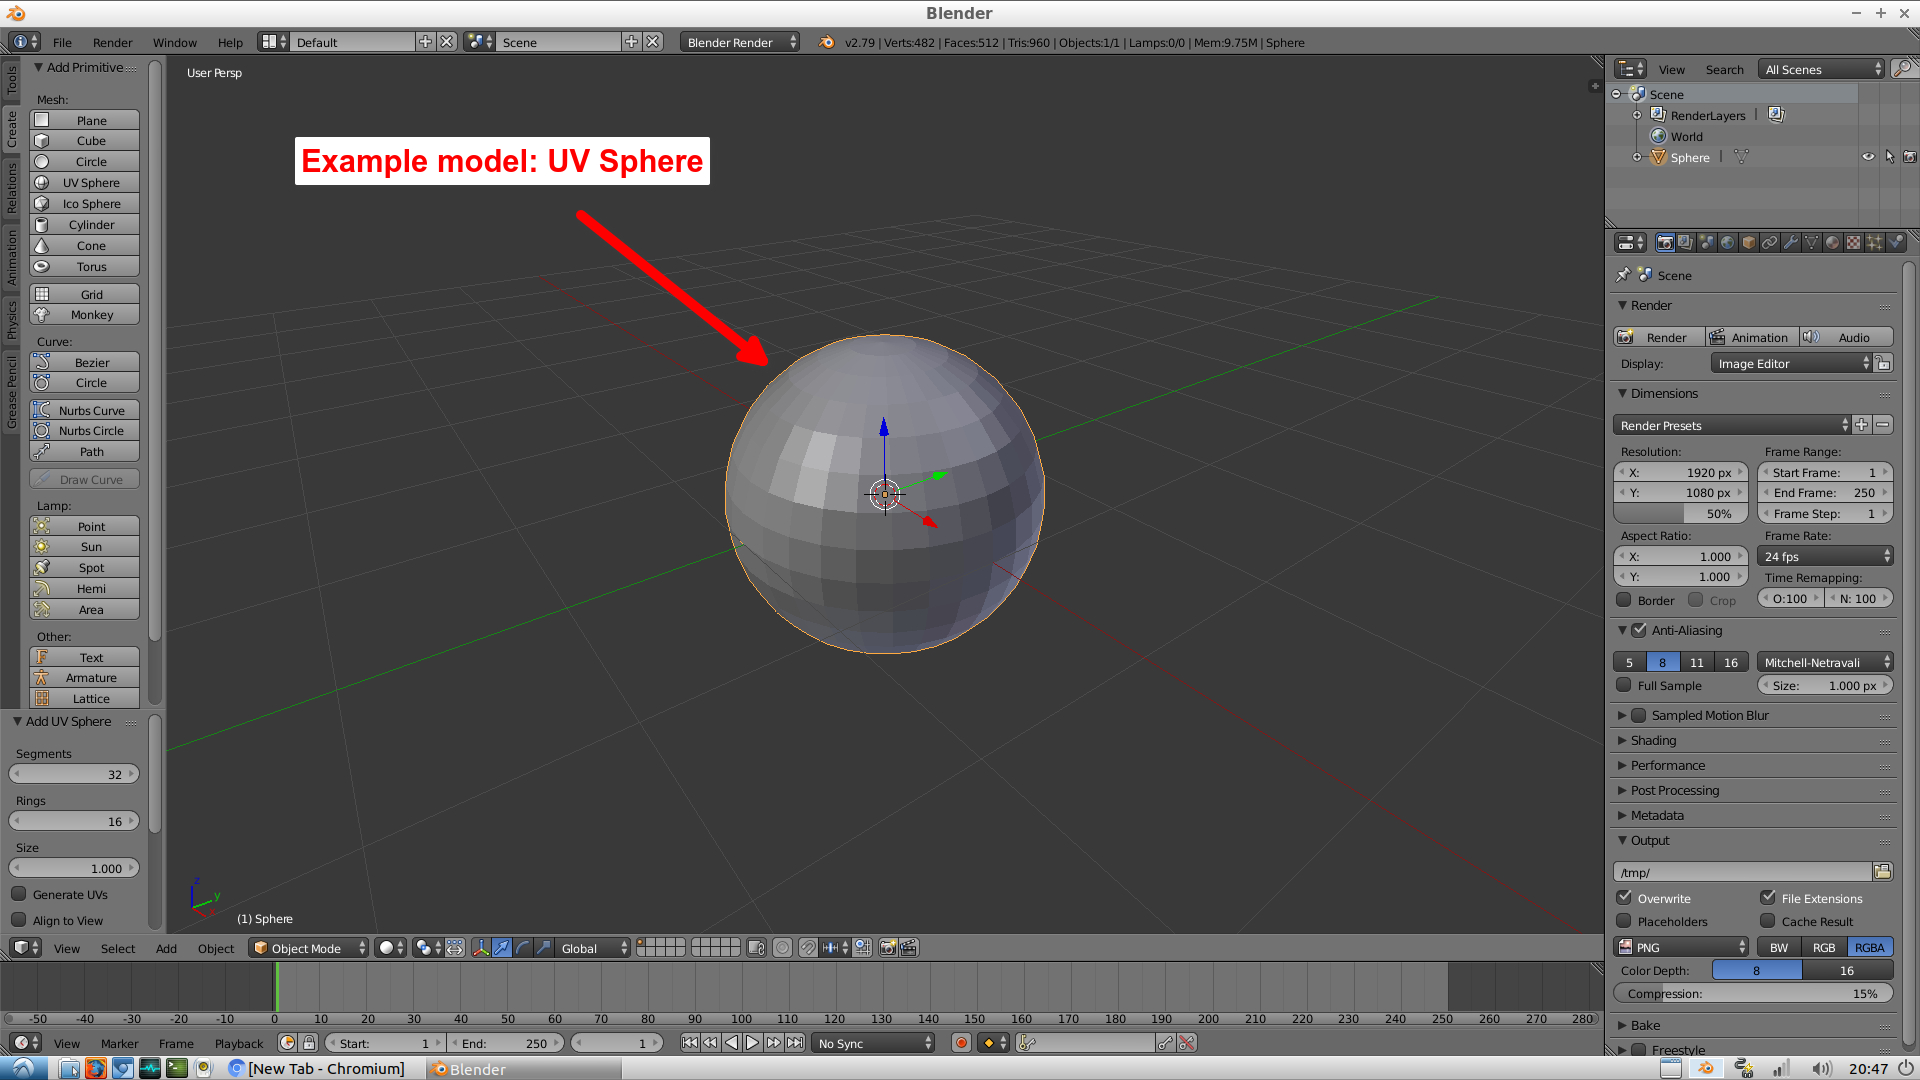 Blender
File Render Window Help Default Scene Blender Render v2.79 | Verts:482 | Faces:512 | Tris:960 | Objects:1/1 | Lamps:0/0 | Mem:9.75M | Sphere
Tools
Create
Relations
Animation
Physics
Grease Pencil
Add Primitive
Mesh:
Plane
Cube
Circle
UV Sphere
Ico Sphere
Cylinder
Cone
Torus
Grid
Monkey
Curve:
Bezier
Circle
Nurbs Curve
Nurbs Circle
Path
Draw Curve
Lamp:
Point
Sun
Spot
Hemi
Area
Other:
Text
Armature
Lattice
Add UV Sphere
Segments
32
Rings
16
Size
1.000
Generate UVs
Align to View
User Persp
Example model: UV Sphere
z
y
x
(1) Sphere
View Select Add Object Object Mode Global
-50 -40 -30 -20 -10 0 10 20 30 40 50 60 70 80 90 100 110 120 130 140 150 160 170 180 190 200 210 220 230 240 250 260 270 280
View Marker Frame Playback Start: 1 End: 250 1 No Sync
View Search All Scenes
Scene
RenderLayers |
World
Sphere |
Scene
Render
Render Animation Audio
Display: Image Editor
Dimensions
Render Presets
Resolution: Frame Range:
X: 1920 px Start Frame: 1
Y: 1080 px End Frame: 250
50% Frame Step: 1
Aspect Ratio: Frame Rate:
X: 1.000 24 fps
Y: 1.000 Time Remapping:
Border Crop O:100 N: 100
Anti-Aliasing
5 8 11 16 Mitchell-Netravali
Full Sample Size: 1.000 px
Sampled Motion Blur
Shading
Performance
Post Processing
Metadata
Output
/tmp/
Overwrite File Extensions
Placeholders Cache Result
PNG BW RGB RGBA
Color Depth: 8 16
Compression: 15%
Bake
Freestyle
[New Tab - Chromium] Blender 20:47